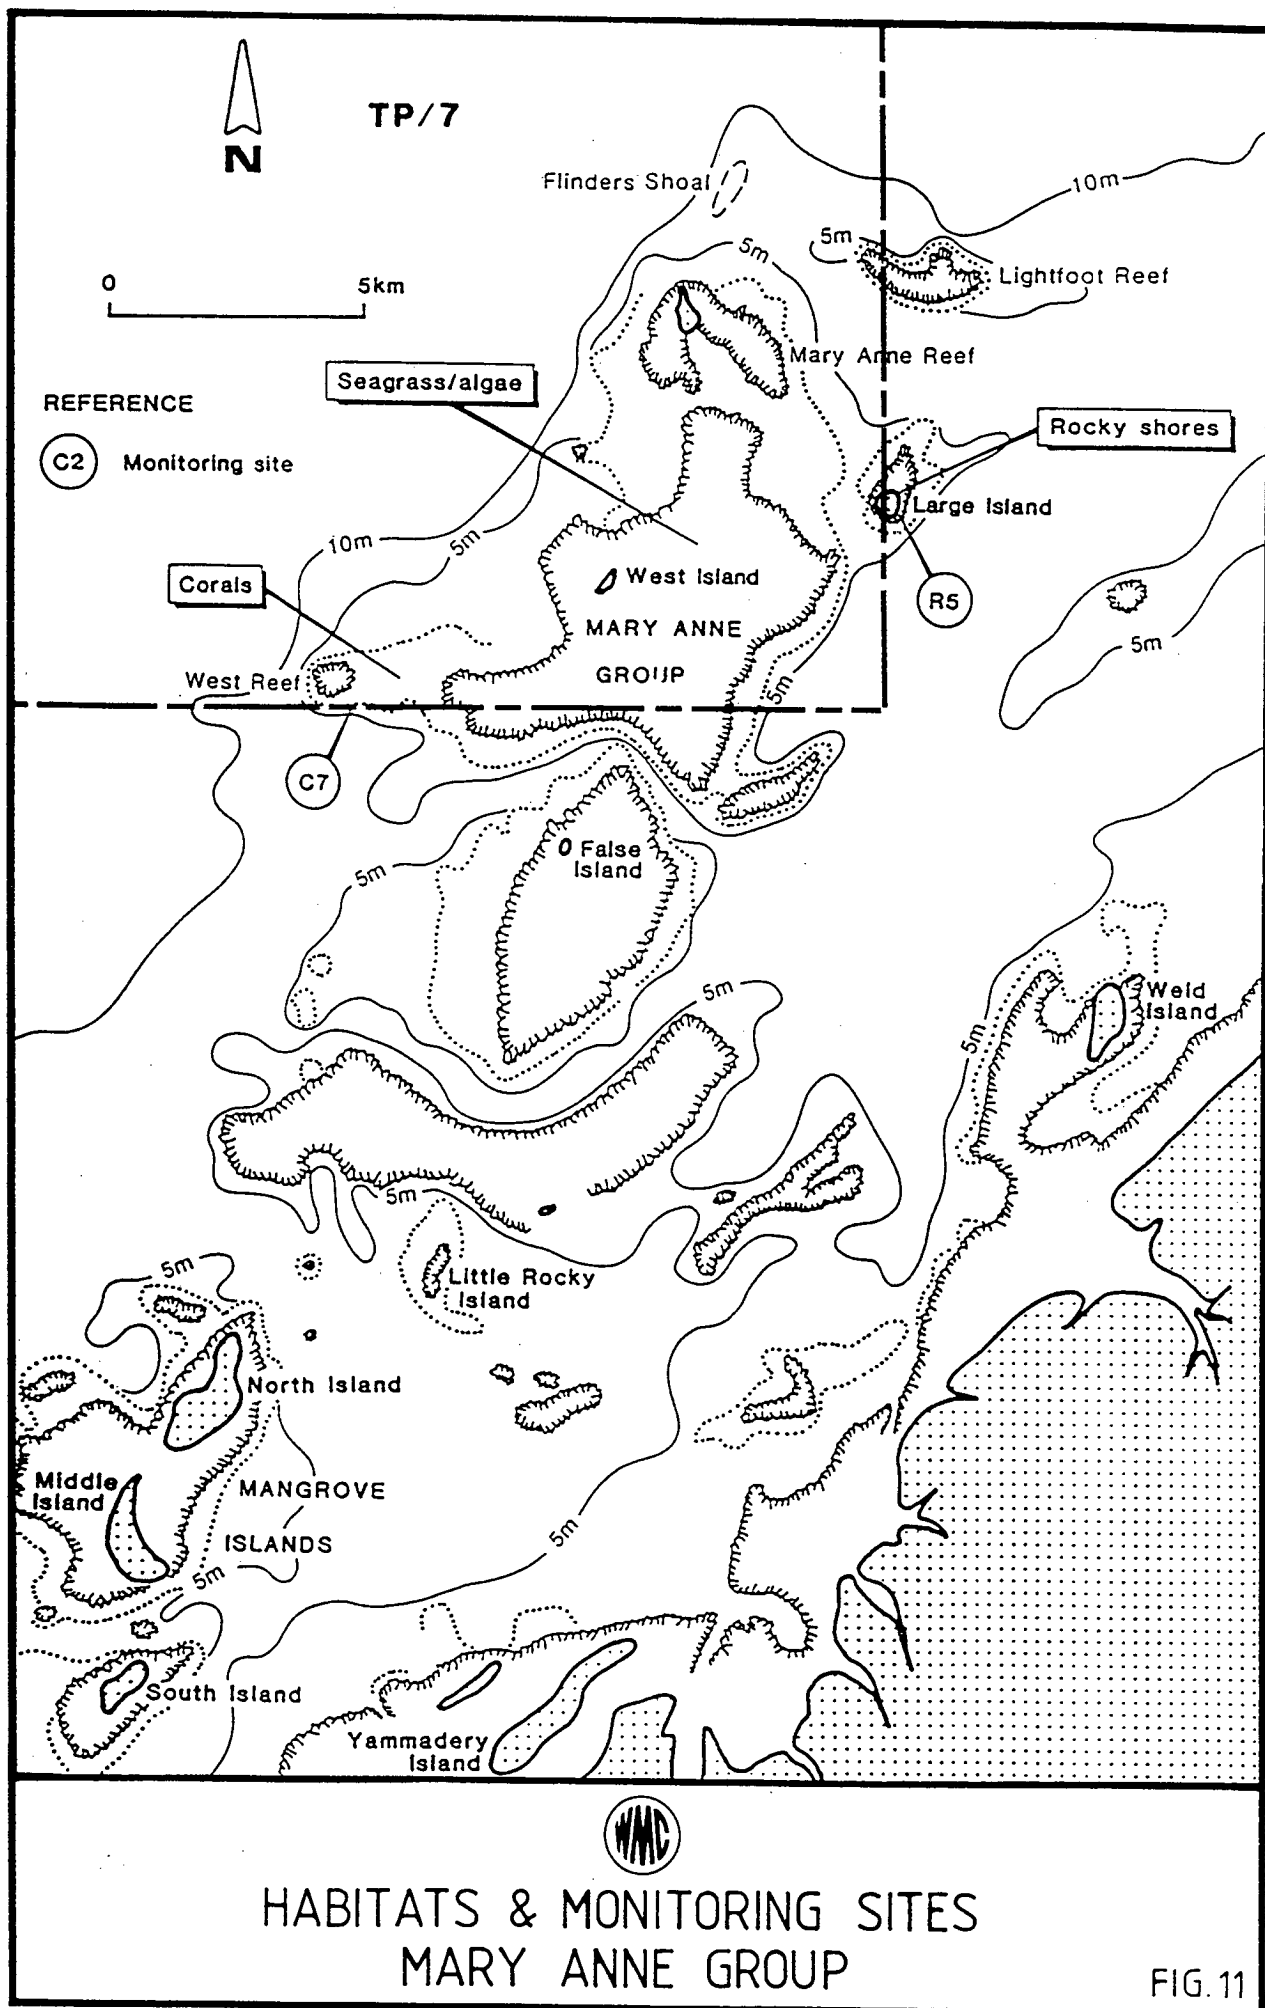 TP/7
N
Flinders Shoal
10m
5m
5m
Lightfoot Reef
0 5km
Mary Anne Reef
Seagrass/algae
REFERENCE
C2 Monitoring site
Rocky shores
Large Island
10m
5m
Corals
West Island
R5
MARY ANNE
GROUP
5m
West Reef
5m
C7
False
Island
5m
5m
Weld
Island
5m
5m
5m
Little Rocky
Island
North Island
Middle
Island
MANGROVE
ISLANDS
5m
5m
South Island
Yammadery
Island
WMC
HABITATS & MONITORING SITES
MARY ANNE GROUP
FIG. 11